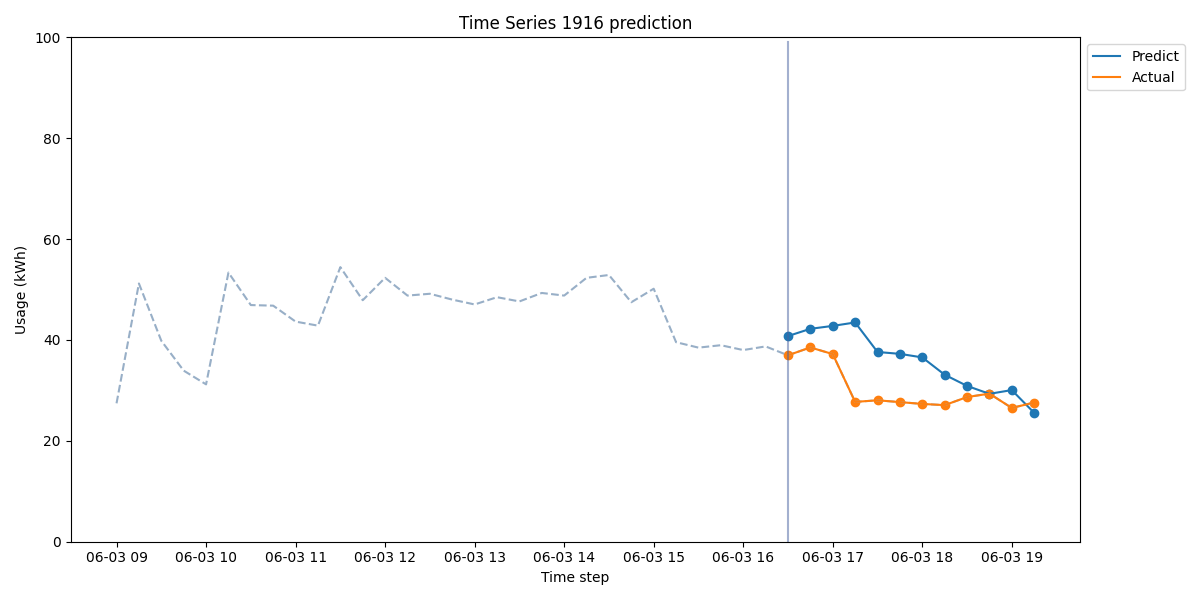 Time Series 1916 prediction
Predict
Actual
100
80
60
40
20
0
Usage (kWh)
06-03 09 06-03 10 06-03 11 06-03 12 06-03 13 06-03 14 06-03 15 06-03 16 06-03 17 06-03 18 06-03 19
Time step